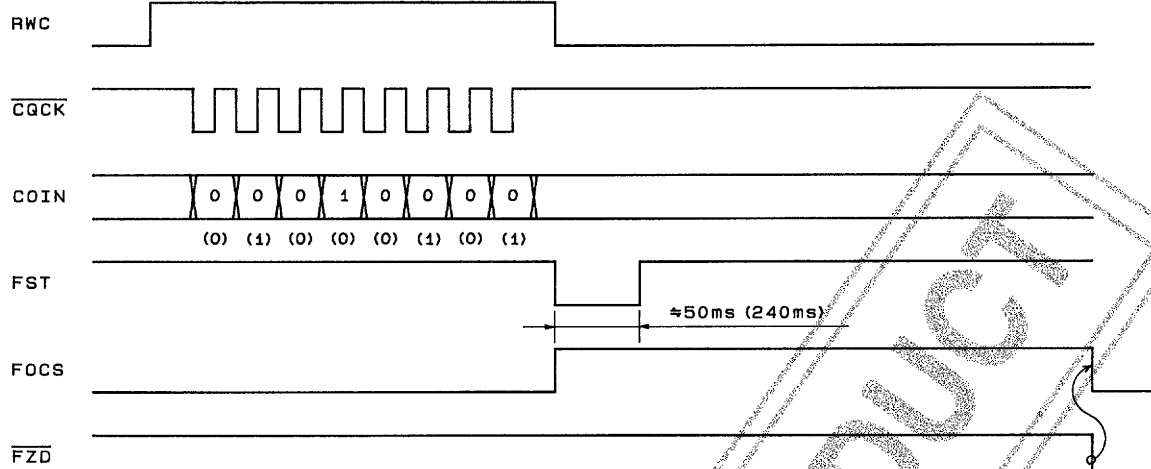 RWC
CQCK
COIN
0 0 0 1 0 0 0 0
(0) (1) (0) (0) (0) (1) (0) (1)
FST
≈50ms (240ms)
FOCS
FZD
DUCT